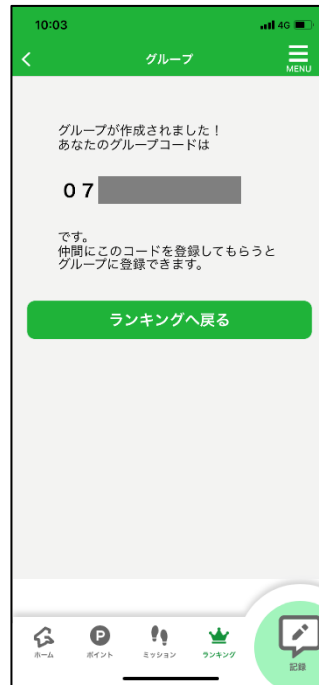 10:03
4G
グループ
MENU
グループが作成されました！
あなたのグループコードは
０７
です。
仲間にこのコードを登録してもらうと
グループに登録できます。
ランキングへ戻る
P
ホーム
ポイント
ミッション
ランキング
記録